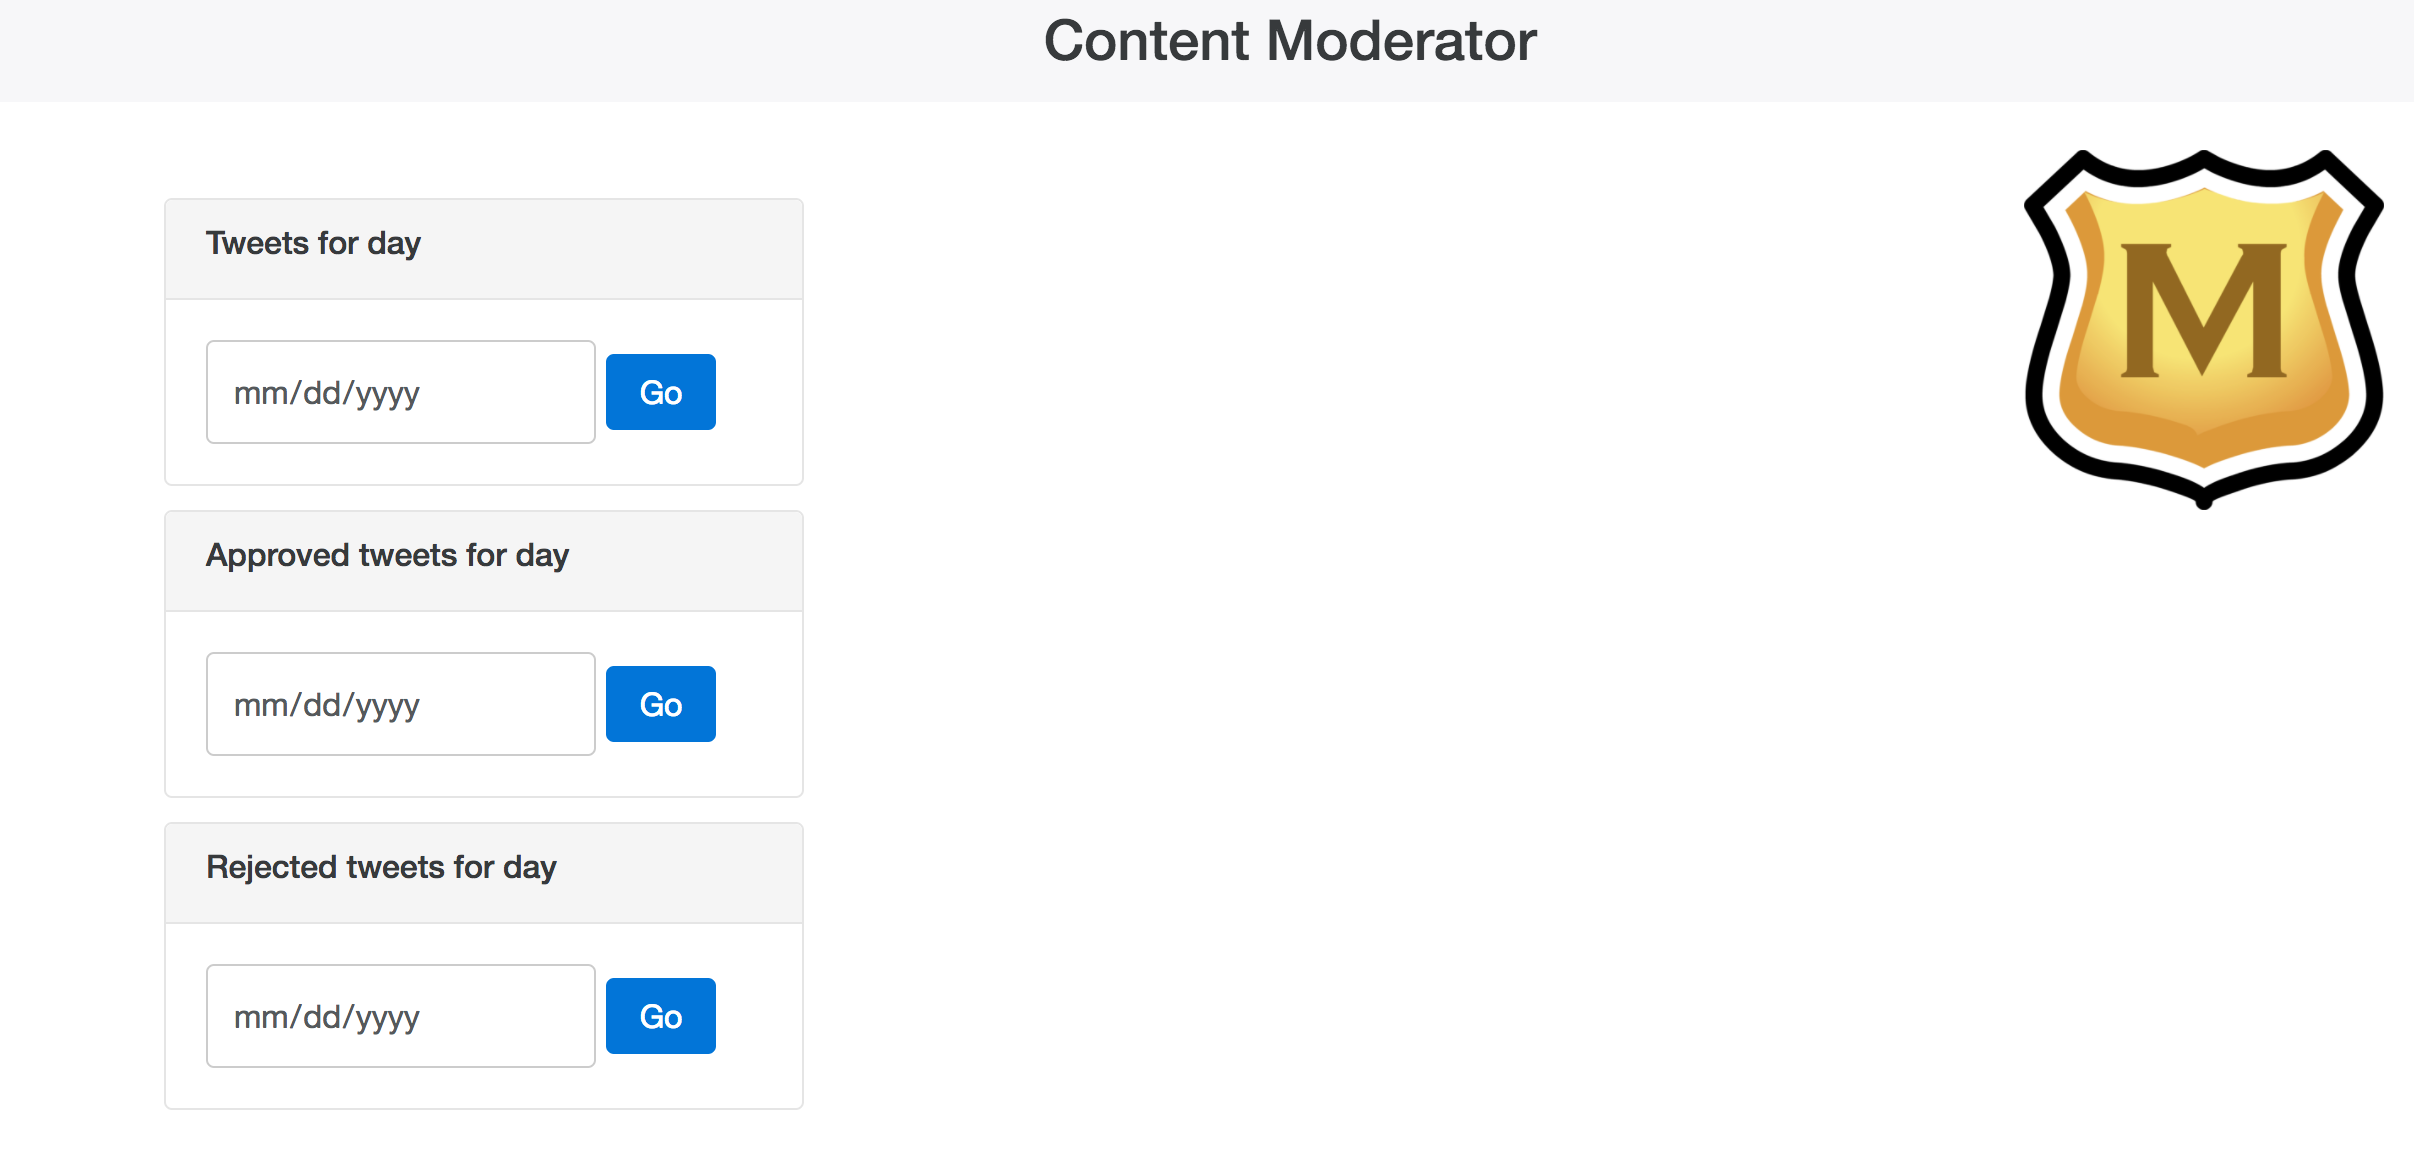 Content Moderator
M
Tweets for day
mm/dd/yyyy
Go
Approved tweets for day
mm/dd/yyyy
Go
Rejected tweets for day
mm/dd/yyyy
Go